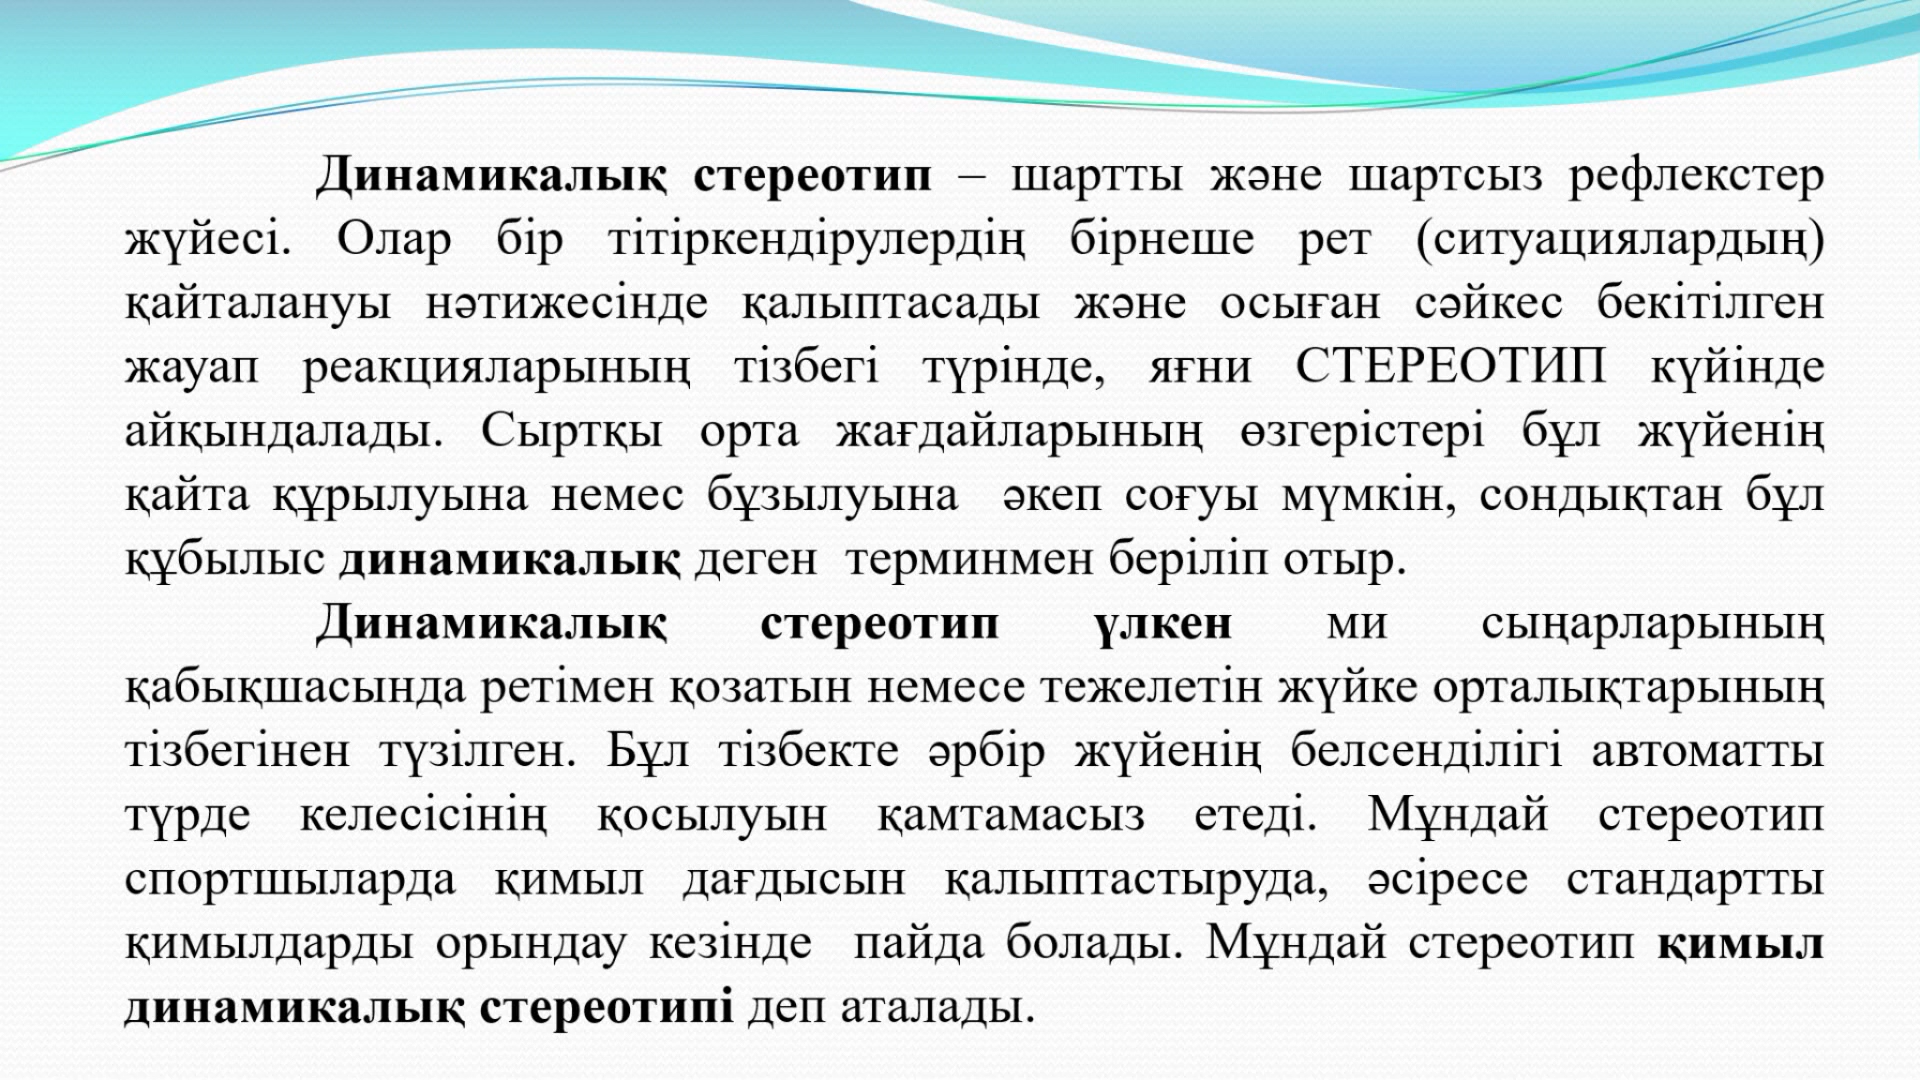 Динамикалық стереотип – шартты және шартсыз рефлекстер
жүйесі. Олар бір тітіркендірулердің бірнеше рет (ситуациялардың)
қайталануы нәтижесінде қалыптасады және осыған сәйкес бекітілген
жауап реакцияларының тізбегі түрінде, яғни СТЕРЕОТИП күйінде
айқындалады. Сыртқы орта жағдайларының өзгерістері бұл жүйенің
қайта құрылуына немес бұзылуына әкеп соғуы мүмкін, сондықтан бұл
құбылыс динамикалық деген терминмен беріліп отыр.
Динамикалық стереотип үлкен ми сыңарларының
қабықшасында ретімен қозатын немесе тежелетін жүйке орталықтарының
тізбегінен түзілген. Бұл тізбекте әрбір жүйенің белсенділігі автоматты
түрде келесісінің қосылуын қамтамасыз етеді. Мұндай стереотип
спортшыларда қимыл дағдысын қалыптастыруда, әсіресе стандартты
қимылдарды орындау кезінде пайда болады. Мұндай стереотип қимыл
динамикалық стереотипі деп аталады.